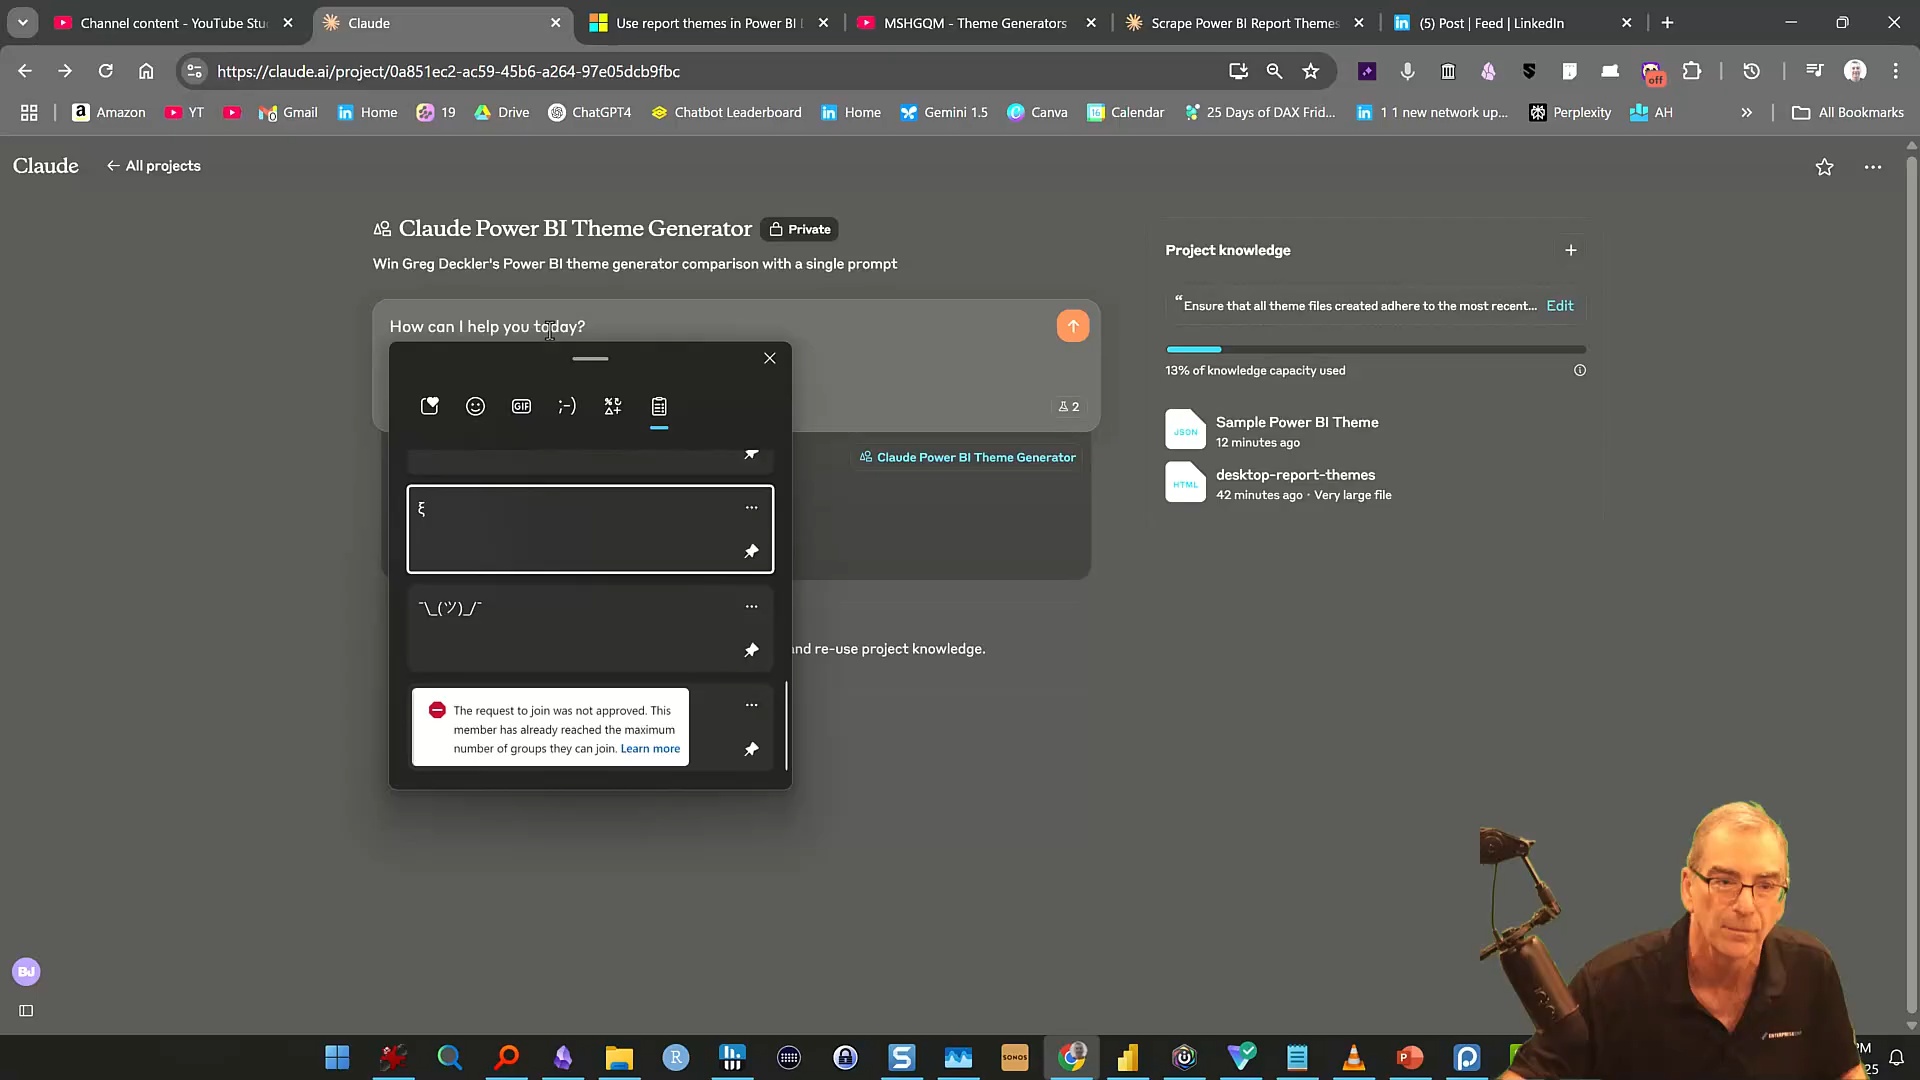 Channel content - YouTube Stu
Claude
Use report themes in Power BI
MSHGQM - Theme Generators
Scrape Power BI Report Themes
(5) Post | Feed | LinkedIn
https://claude.ai/project/0a851ec2-ac59-45b6-a264-97e05dcb9fbc
off
Amazon
YT
Gmail
Home
19
Drive
ChatGPT4
Chatbot Leaderboard
Home
Gemini 1.5
Canva
Calendar
25 Days of DAX Frid...
1 1 new network up...
Perplexity
AH
All Bookmarks
Claude
← All projects
Claude Power BI Theme Generator
Private
Win Greg Deckler's Power BI theme generator comparison with a single prompt
How can I help you today?
2
GIF
;-)
Claude Power BI Theme Generator
ξ
¯\_(ツ)_/¯
and re-use project knowledge.
The request to join was not approved. This
member has already reached the maximum
number of groups they can join. Learn more
Project knowledge
“Ensure that all theme files created adhere to the most recent... Edit
13% of knowledge capacity used
JSON
Sample Power BI Theme
12 minutes ago
HTML
desktop-report-themes
42 minutes ago · Very large file
BJ
SONOS
PM
25